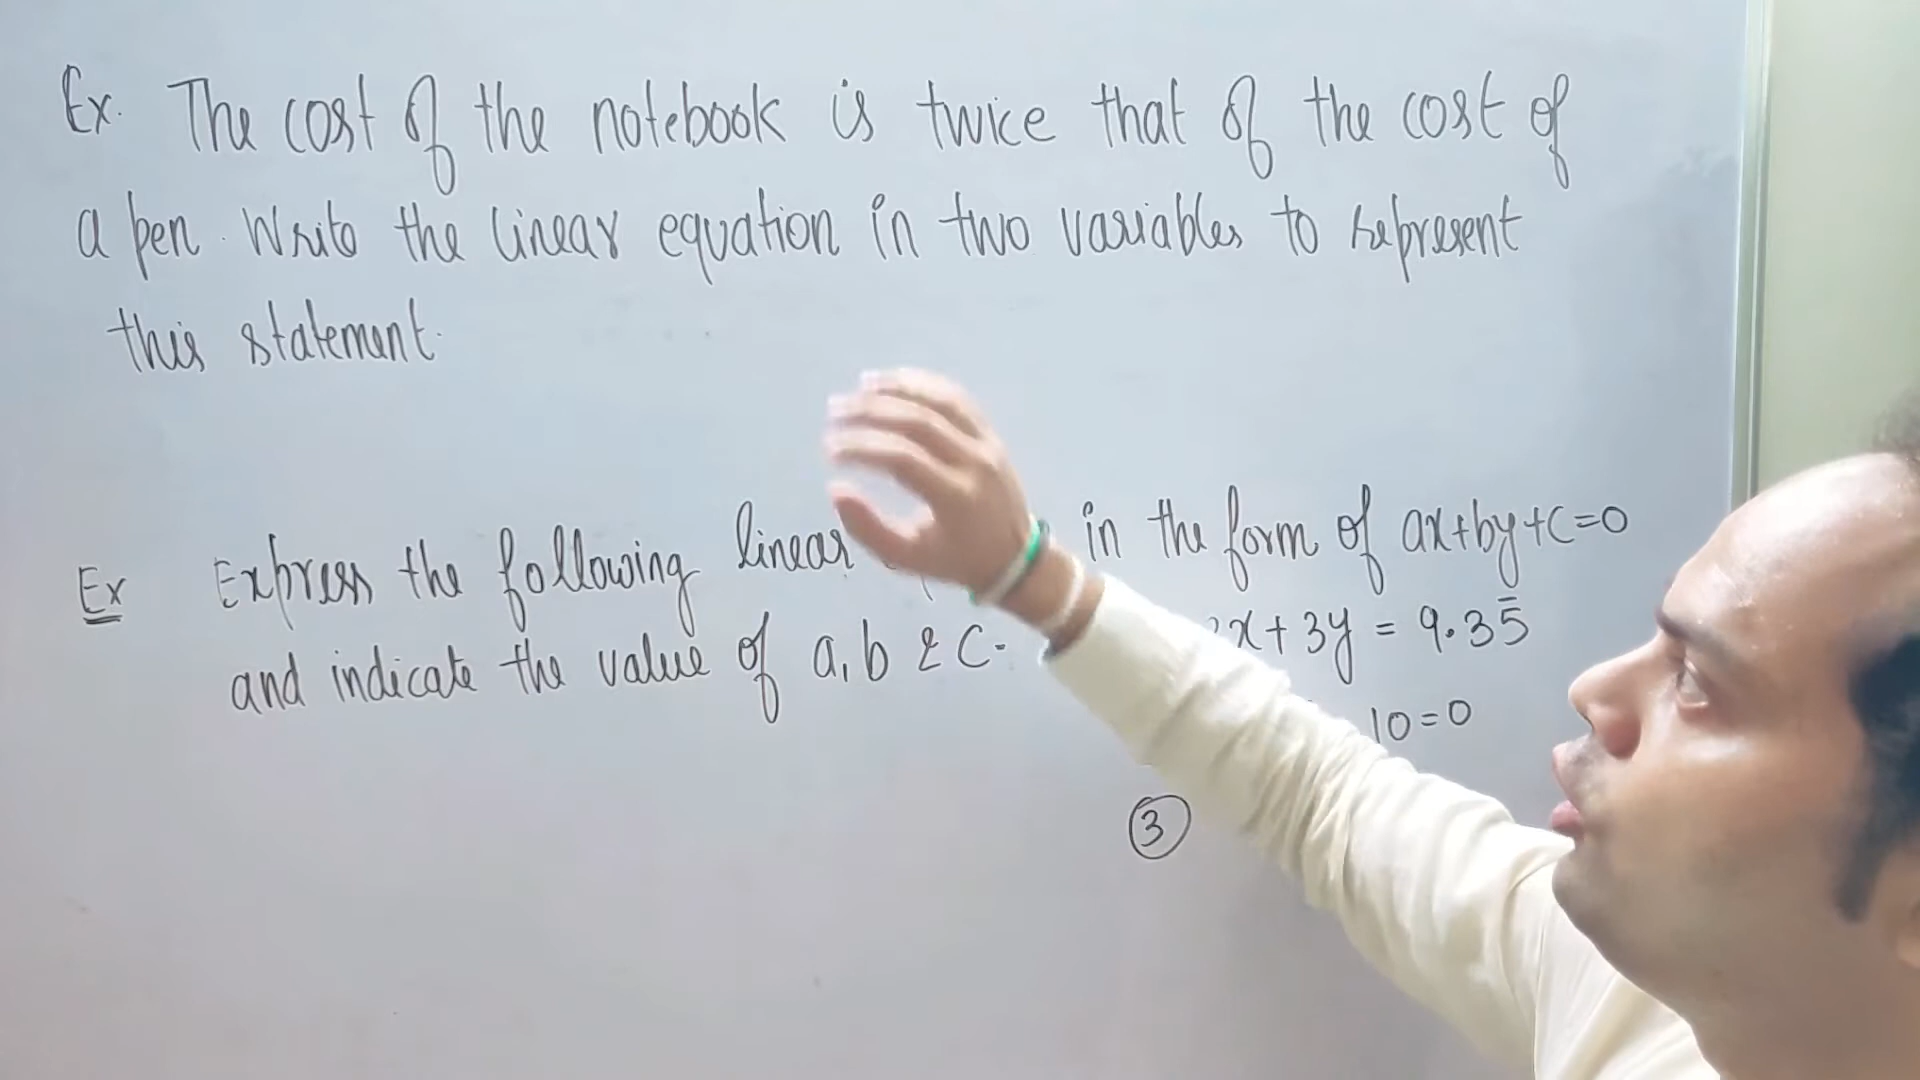 Ex. The cost of the notebook is twice that of the cost of
a pen. Write the linear equation in two variables to represent
this statement.
Ex Express the following linear in the form of ax+by+c=0
and indicate the value of a, b & c. x+3y = 9.35
10=0
3